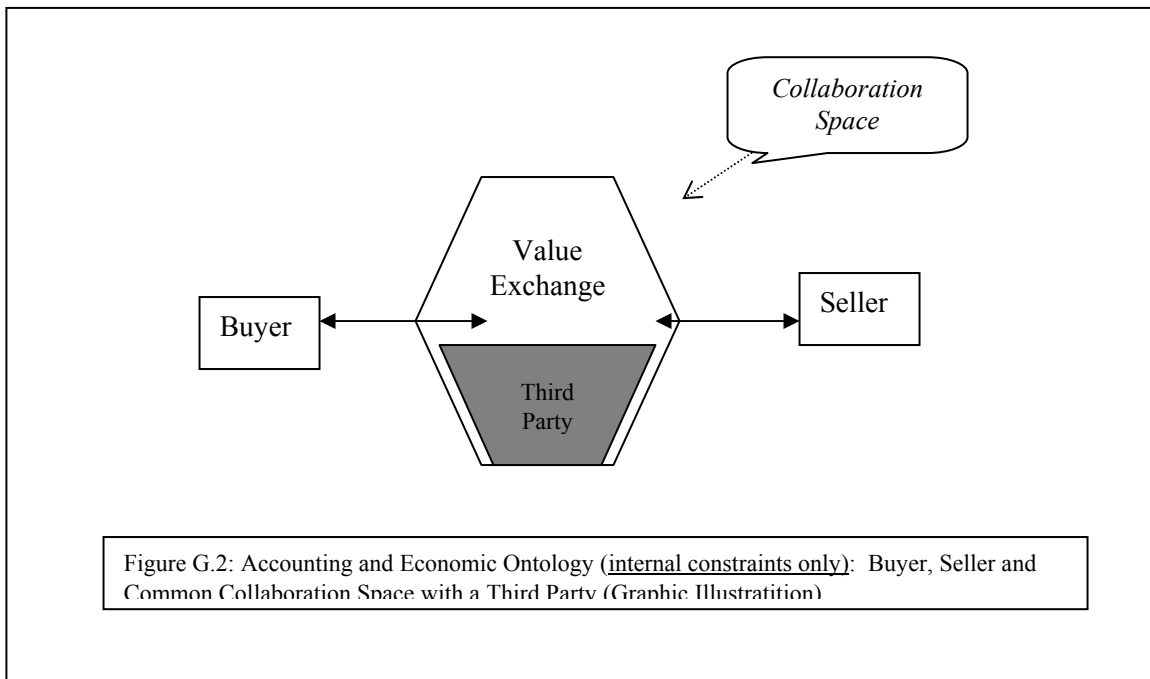 Collaboration
Space
Value
Exchange
Buyer
Seller
Third
Party
Figure G.2: Accounting and Economic Ontology (internal constraints only): Buyer, Seller and
Common Collaboration Space with a Third Party (Graphic Illustratition)